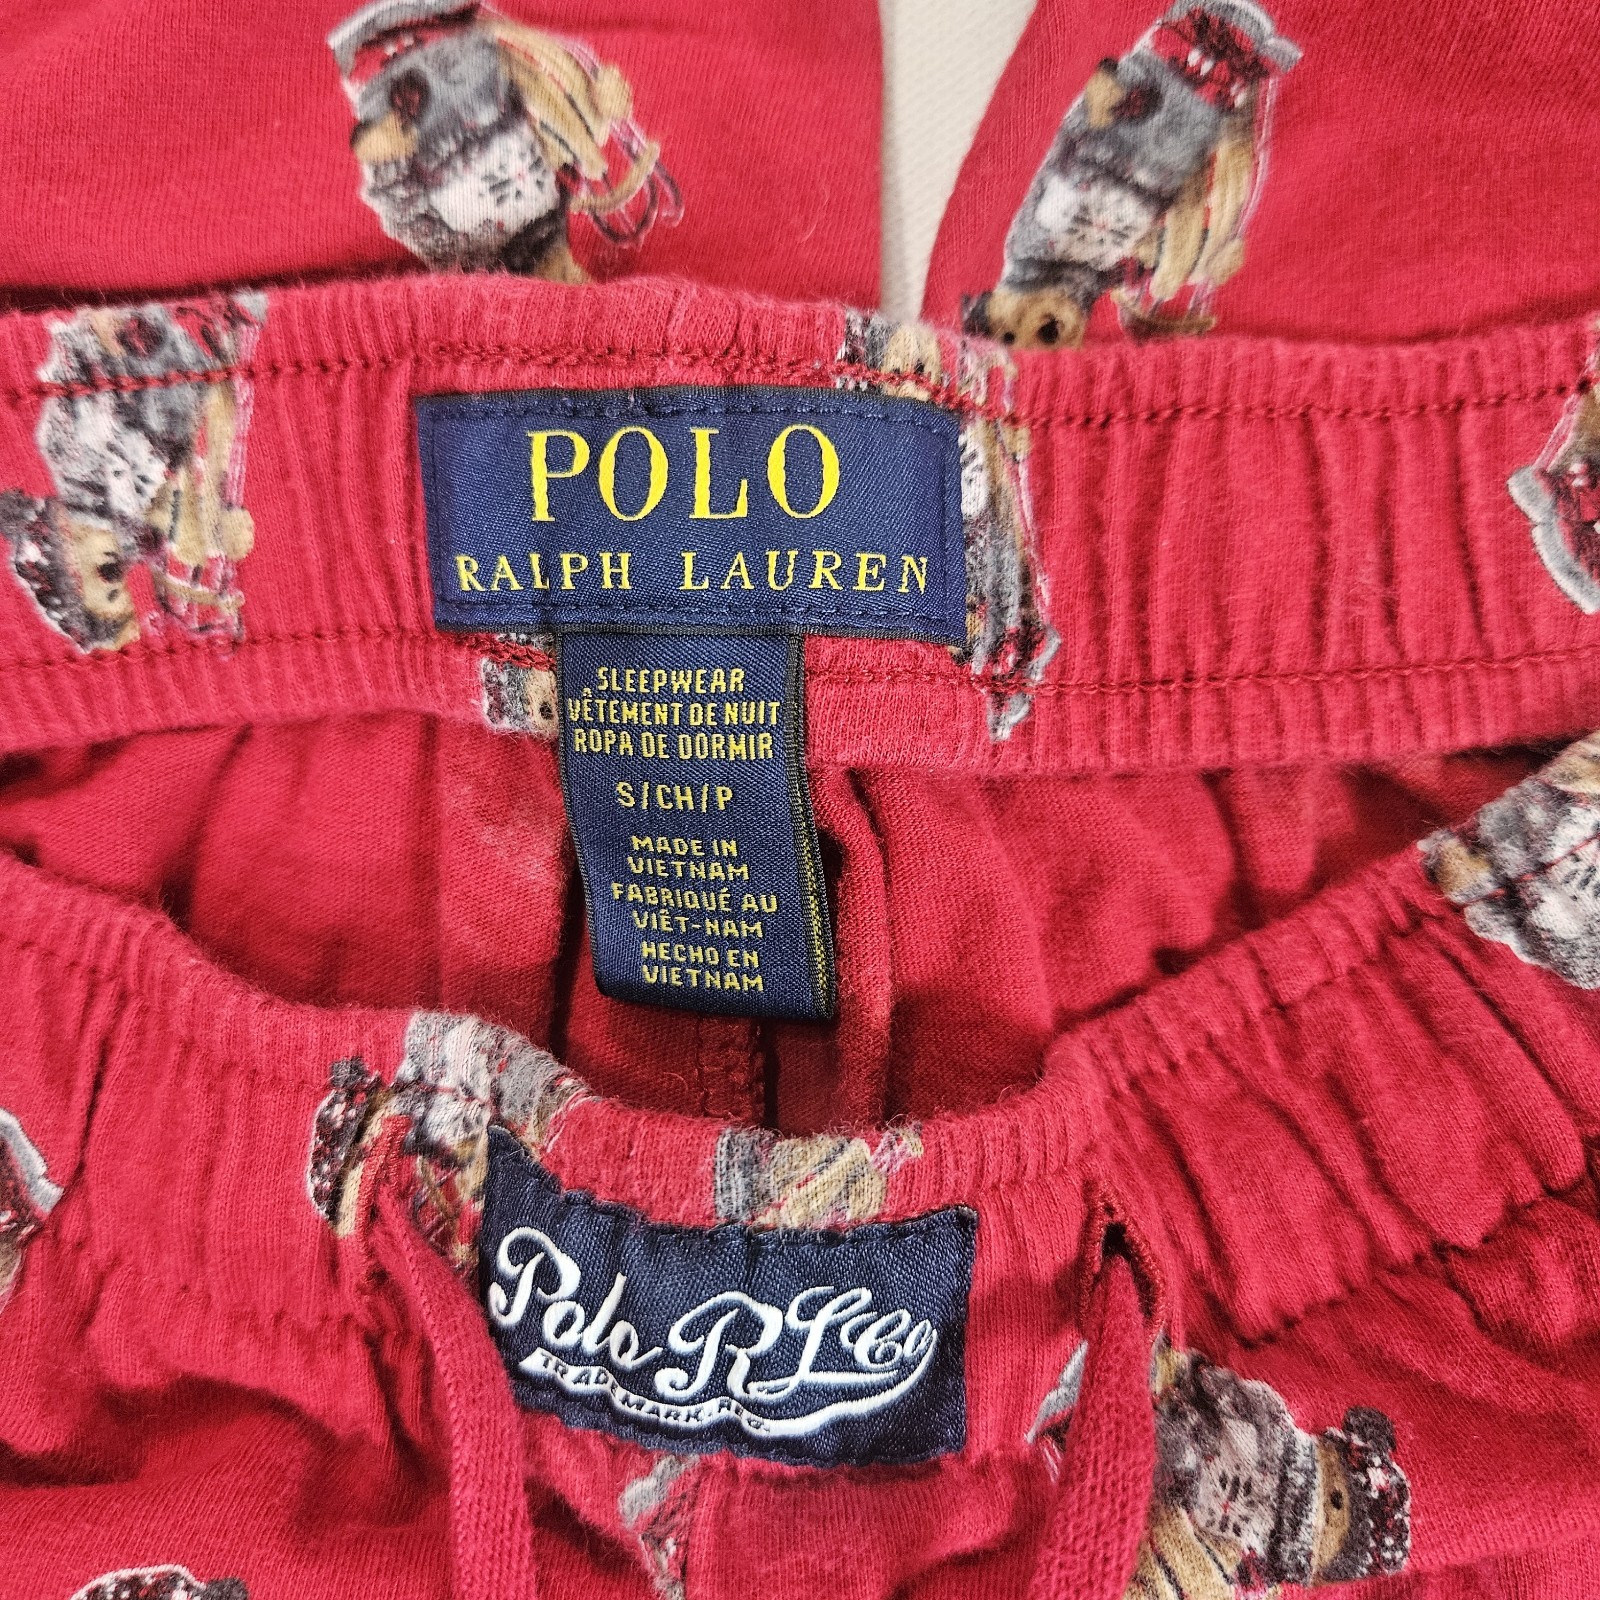 POLO
RALPH LAUREN
SLEEPWEAR
VÊTEMENT DE NUIT
ROPA DE DORMIR
S/CH/P
MADE IN
VIETNAM
FABRIQUÉ AU
VIÊT-NAM
HECHO EN
VIETNAM
Polo RL Co
TRADEMARK·REG.